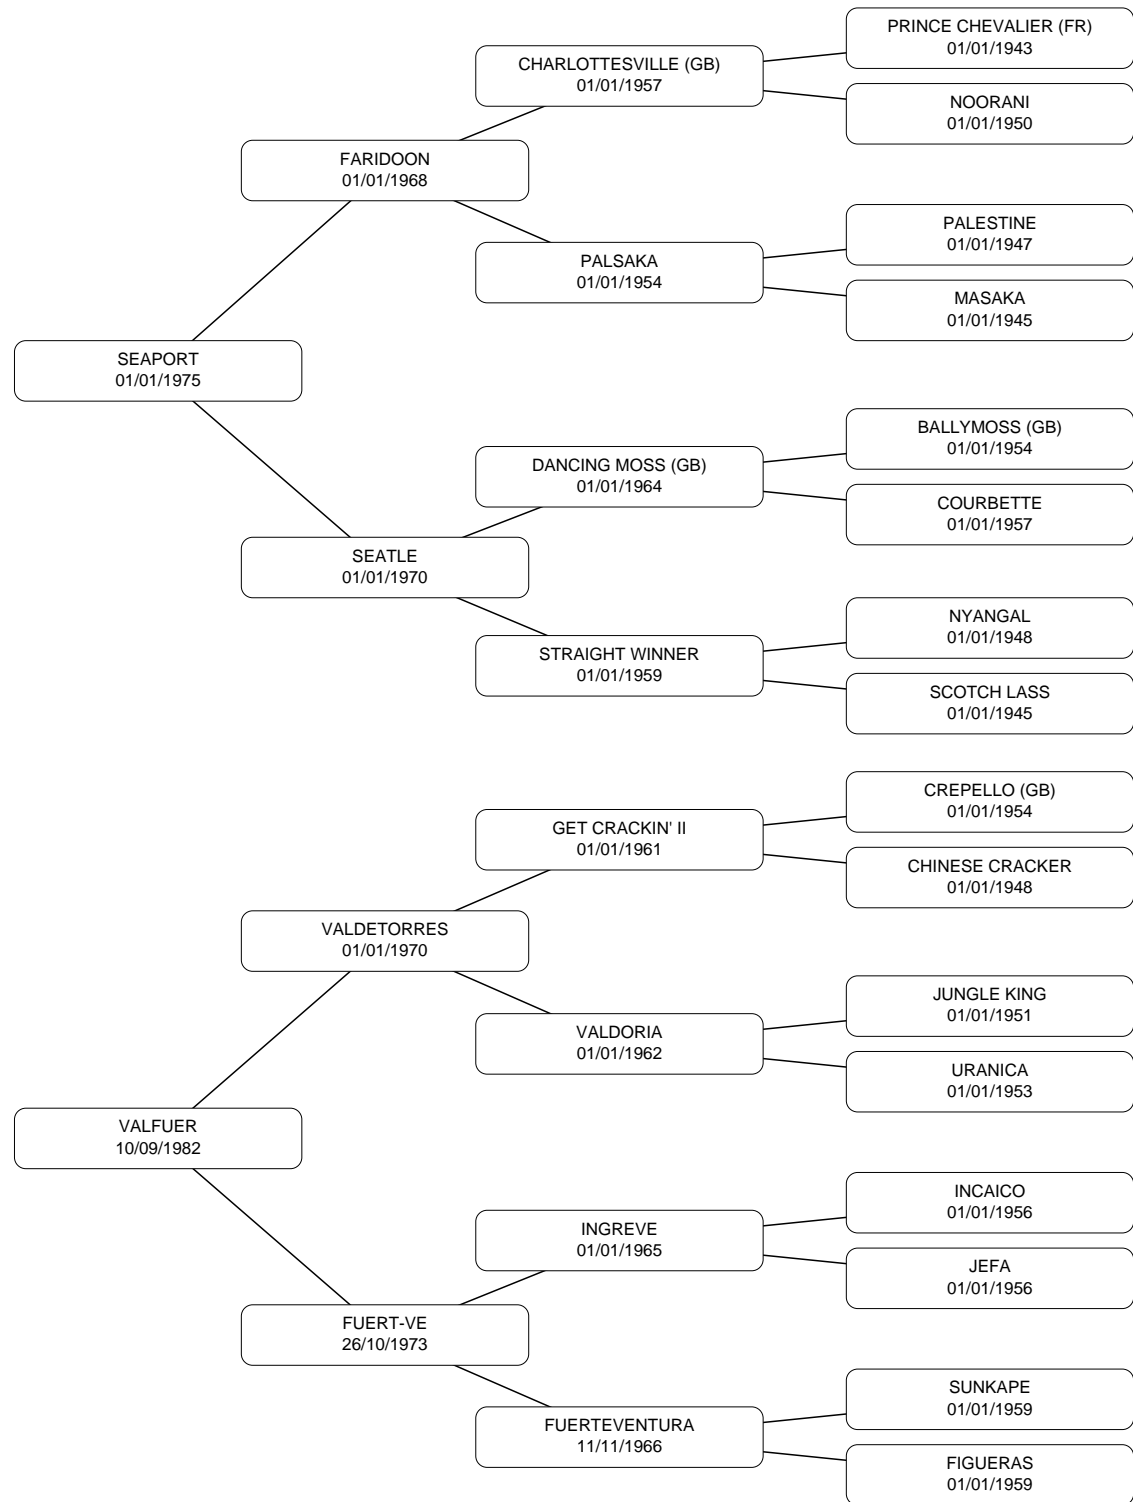 PRINCE CHEVALIER (FR)
01/01/1943
CHARLOTTESVILLE (GB)
01/01/1957
NOORANI
01/01/1950
FARIDOON
01/01/1968
PALESTINE
01/01/1947
PALSAKA
01/01/1954
MASAKA
01/01/1945
SEAPORT
01/01/1975
BALLYMOSS (GB)
01/01/1954
DANCING MOSS (GB)
01/01/1964
COURBETTE
01/01/1957
SEATLE
01/01/1970
NYANGAL
01/01/1948
STRAIGHT WINNER
01/01/1959
SCOTCH LASS
01/01/1945
CREPELLO (GB)
01/01/1954
GET CRACKIN' II
01/01/1961
CHINESE CRACKER
01/01/1948
VALDETORRES
01/01/1970
JUNGLE KING
01/01/1951
VALDORIA
01/01/1962
URANICA
01/01/1953
VALFUER
10/09/1982
INCAICO
01/01/1956
INGREVE
01/01/1965
JEFA
01/01/1956
FUERT-VE
26/10/1973
SUNKAPE
01/01/1959
FUERTEVENTURA
11/11/1966
FIGUERAS
01/01/1959